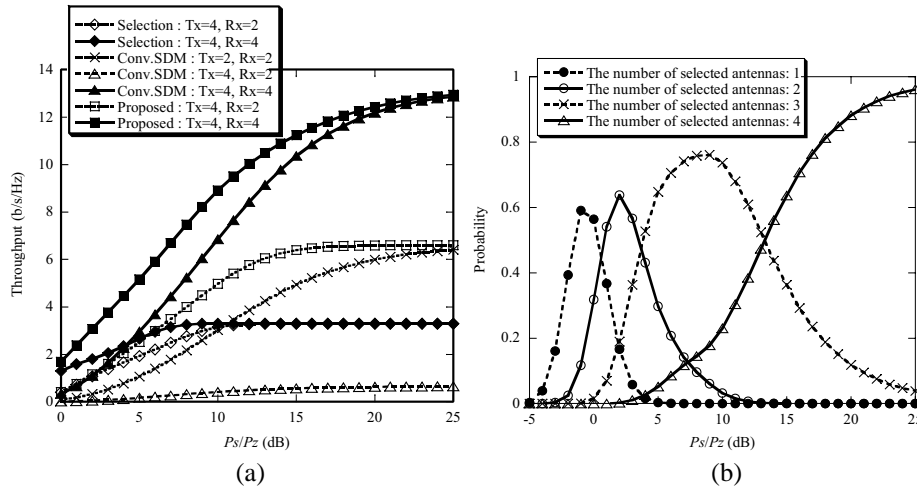 Selection : Tx=4, Rx=2
Selection : Tx=4, Rx=4
Conv.SDM : Tx=2, Rx=2
Conv.SDM : Tx=4, Rx=2
Conv.SDM : Tx=4, Rx=4
Proposed : Tx=4, Rx=2
Proposed : Tx=4, Rx=4
14
12
10
8
6
4
2
0
Throughput (b/s/Hz)
0 5 10 15 20 25
Ps/Pz (dB)
(a)
The number of selected antennas: 1
The number of selected antennas: 2
The number of selected antennas: 3
The number of selected antennas: 4
1
0.8
0.6
0.4
0.2
0
Probability
-5 0 5 10 15 20 25
Ps/Pz (dB)
(b)